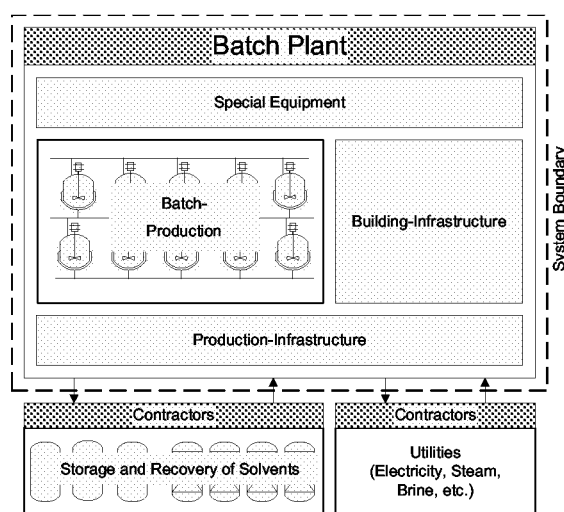 Batch Plant
Special Equipment
Batch-
Production
Building-Infrastructure
System Boundary
Production-Infrastructure
Contractors
Storage and Recovery of Solvents
Contractors
Utilities
(Electricity, Steam,
Brine, etc.)